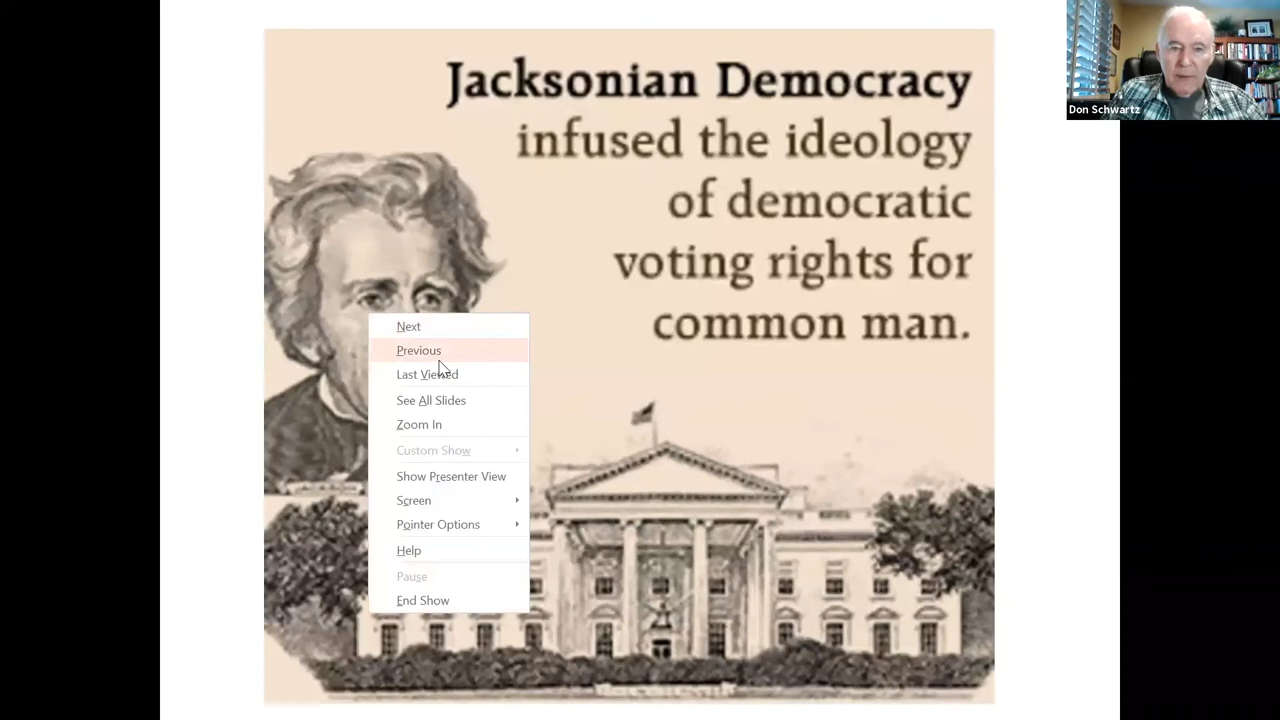 Jacksonian Democracy
infused the ideology
of democratic
voting rights for
common man.
Don Schwartz
Next
Previous
Last Viewed
See All Slides
Zoom In
Custom Show
Show Presenter View
Screen
Pointer Options
Help
Pause
End Show